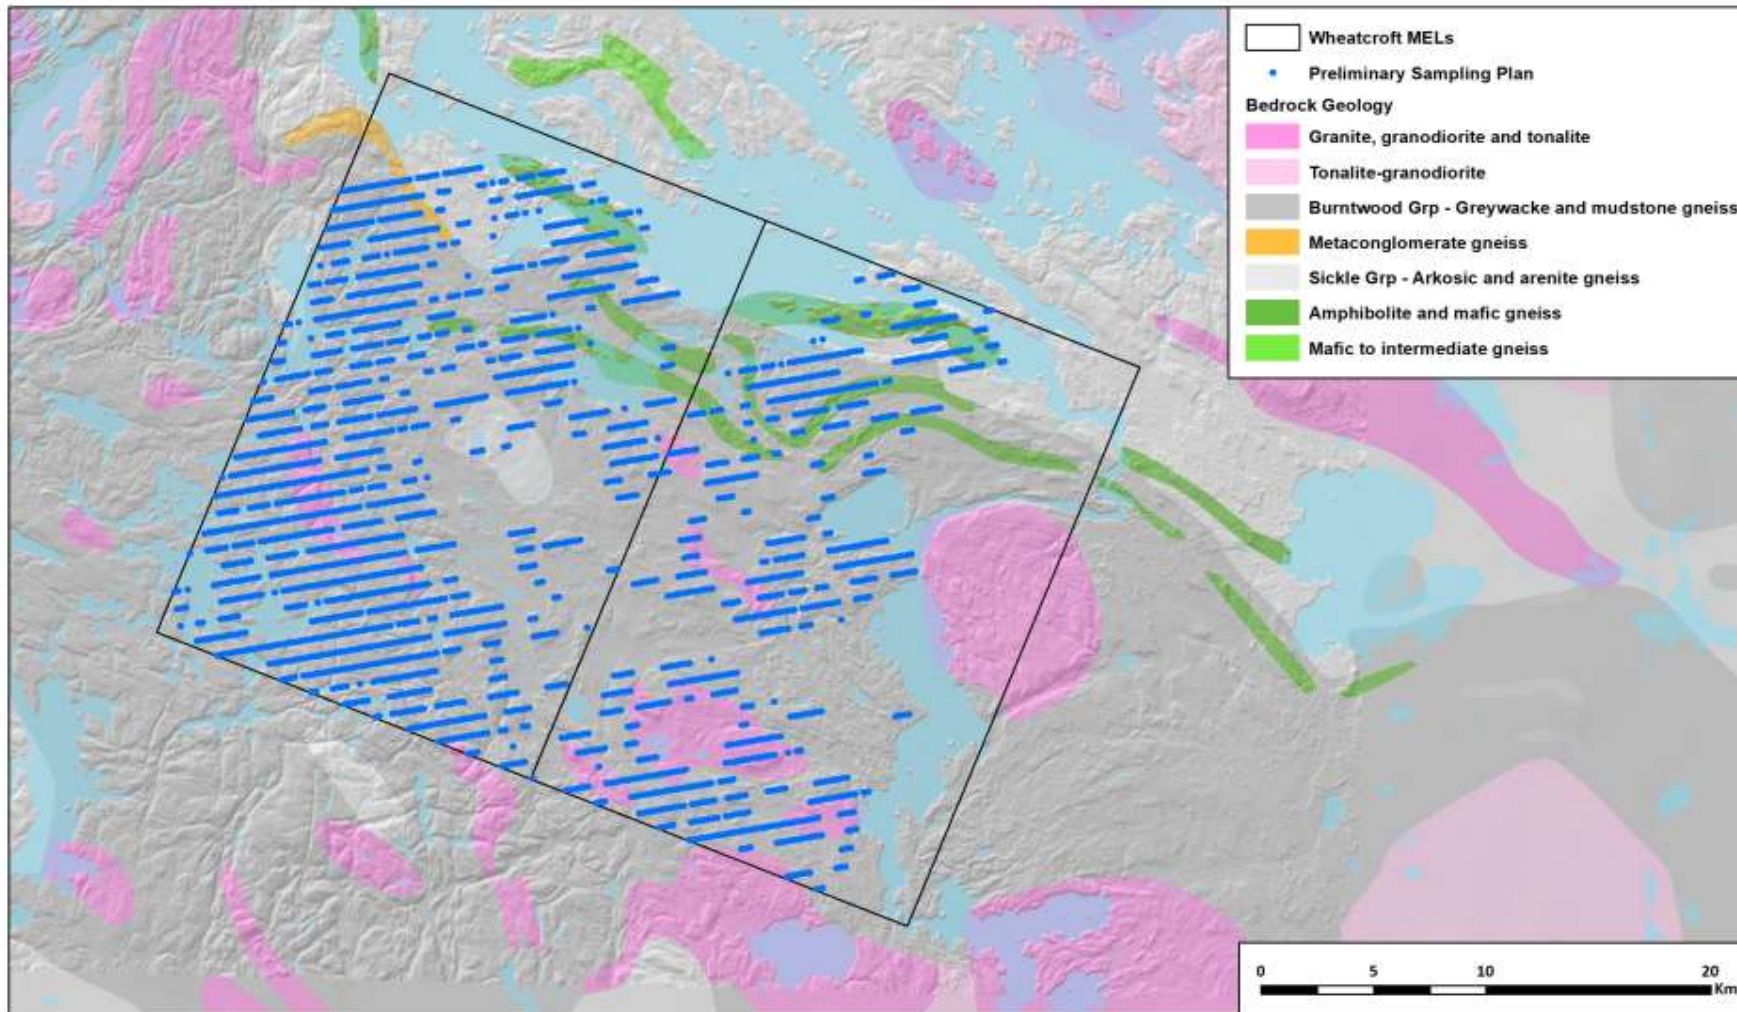 Wheatcroft MELs
Preliminary Sampling Plan
Bedrock Geology
Granite, granodiorite and tonalite
Tonalite-granodiorite
Burntwood Grp - Greywacke and mudstone gneiss
Metaconglomerate gneiss
Sickle Grp - Arkosic and arenite gneiss
Amphibolite and mafic gneiss
Mafic to intermediate gneiss
0 5 10 20
Km